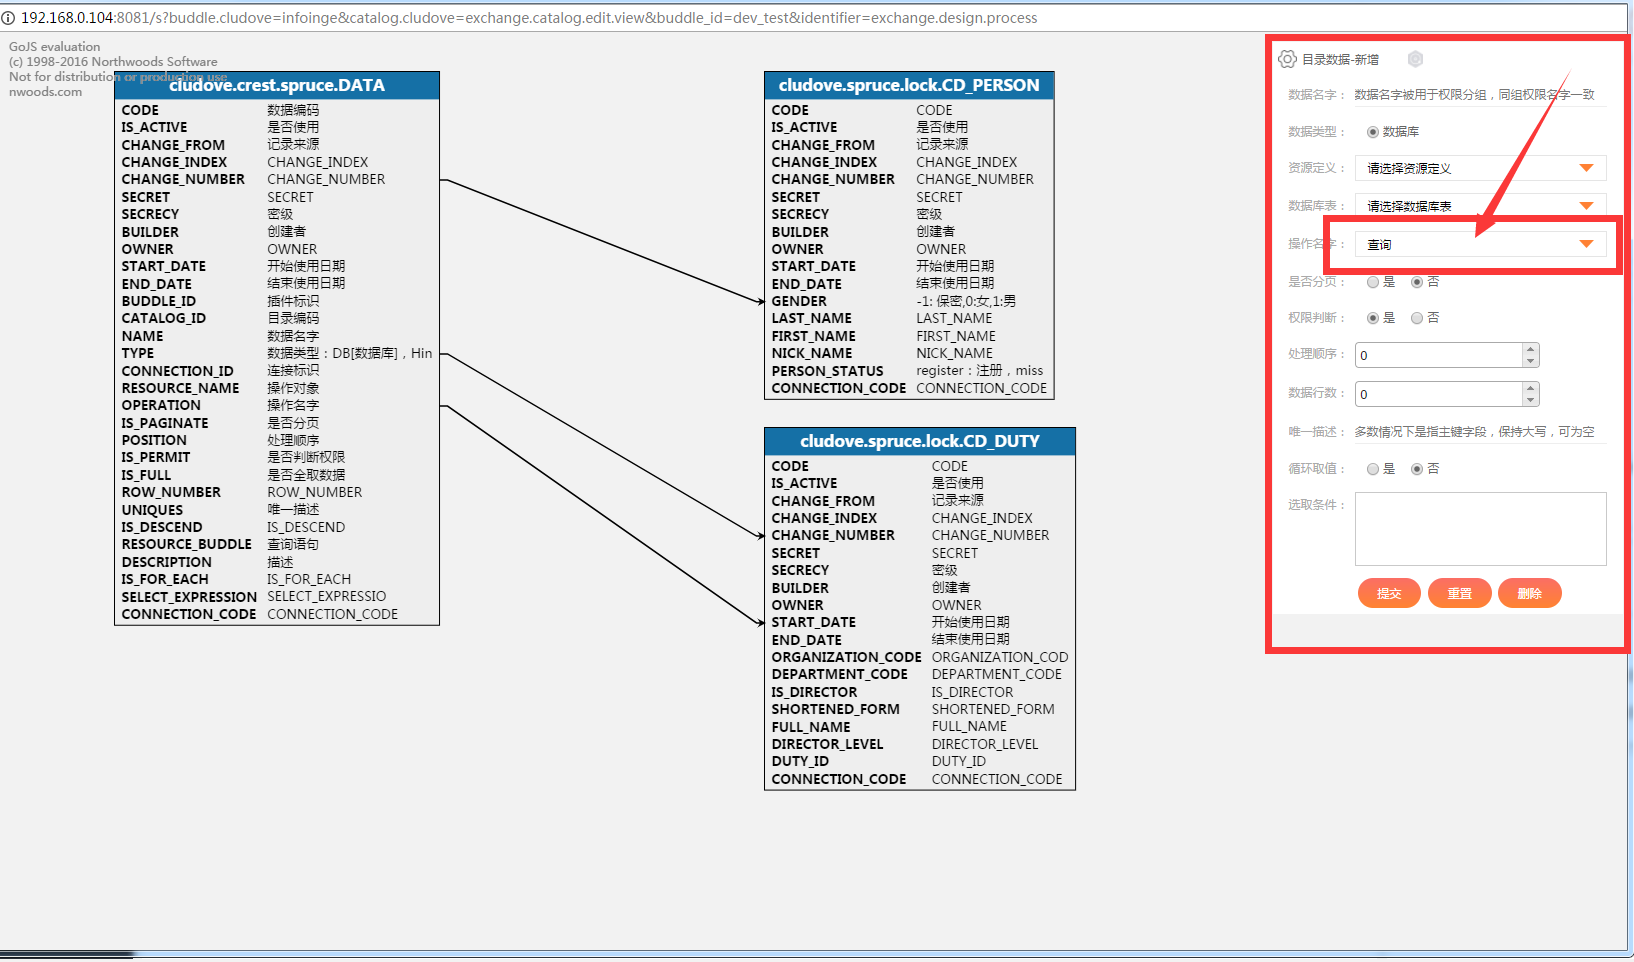 192.168.0.104:8081/s?buddle.cludove=infoinge&catalog.cludove=exchange.catalog.edit.view&buddle_id=dev_test&identifier=exchange.design.process
GoJS evaluation
(c) 1998-2016 Northwoods Software
Not for distribution or production use
nwoods.com
cludove.crest.spruce.DATA
CODE 数据编码
IS_ACTIVE 是否使用
CHANGE_FROM 记录来源
CHANGE_INDEX CHANGE_INDEX
CHANGE_NUMBER CHANGE_NUMBER
SECRET SECRET
SECRECY 密级
BUILDER 创建者
OWNER OWNER
START_DATE 开始使用日期
END_DATE 结束使用日期
BUDDLE_ID 插件标识
CATALOG_ID 目录编码
NAME 数据名字
TYPE 数据类型：DB[数据库]，Hin
CONNECTION_ID 连接标识
RESOURCE_NAME 操作对象
OPERATION 操作名字
IS_PAGINATE 是否分页
POSITION 处理顺序
IS_PERMIT 是否判断权限
IS_FULL 是否全取数据
ROW_NUMBER ROW_NUMBER
UNIQUES 唯一描述
IS_DESCEND IS_DESCEND
RESOURCE_BUDDLE 查询语句
DESCRIPTION 描述
IS_FOR_EACH IS_FOR_EACH
SELECT_EXPRESSION SELECT_EXPRESSIO
CONNECTION_CODE CONNECTION_CODE
cludove.spruce.lock.CD_PERSON
CODE CODE
IS_ACTIVE 是否使用
CHANGE_FROM 记录来源
CHANGE_INDEX CHANGE_INDEX
CHANGE_NUMBER CHANGE_NUMBER
SECRET SECRET
SECRECY 密级
BUILDER 创建者
OWNER OWNER
START_DATE 开始使用日期
END_DATE 结束使用日期
GENDER -1: 保密,0:女,1:男
LAST_NAME LAST_NAME
FIRST_NAME FIRST_NAME
NICK_NAME NICK_NAME
PERSON_STATUS register：注册，miss
CONNECTION_CODE CONNECTION_CODE
cludove.spruce.lock.CD_DUTY
CODE CODE
IS_ACTIVE 是否使用
CHANGE_FROM 记录来源
CHANGE_INDEX CHANGE_INDEX
CHANGE_NUMBER CHANGE_NUMBER
SECRET SECRET
SECRECY 密级
BUILDER 创建者
OWNER OWNER
START_DATE 开始使用日期
END_DATE 结束使用日期
ORGANIZATION_CODE ORGANIZATION_COD
DEPARTMENT_CODE DEPARTMENT_CODE
IS_DIRECTOR IS_DIRECTOR
SHORTENED_FORM SHORTENED_FORM
FULL_NAME FULL_NAME
DIRECTOR_LEVEL DIRECTOR_LEVEL
DUTY_ID DUTY_ID
CONNECTION_CODE CONNECTION_CODE
目录数据-新增
数据名字： 数据名字被用于权限分组，同组权限名字一致
数据类型： 数据库
资源定义： 请选择资源定义
数据库表： 请选择数据库表
操作名字： 查询
是否分页： 是 否
权限判断： 是 否
处理顺序： 0
数据行数： 0
唯一描述： 多数情况下是指主键字段，保持大写，可为空
循环取值： 是 否
选取条件：
提交 重置 删除